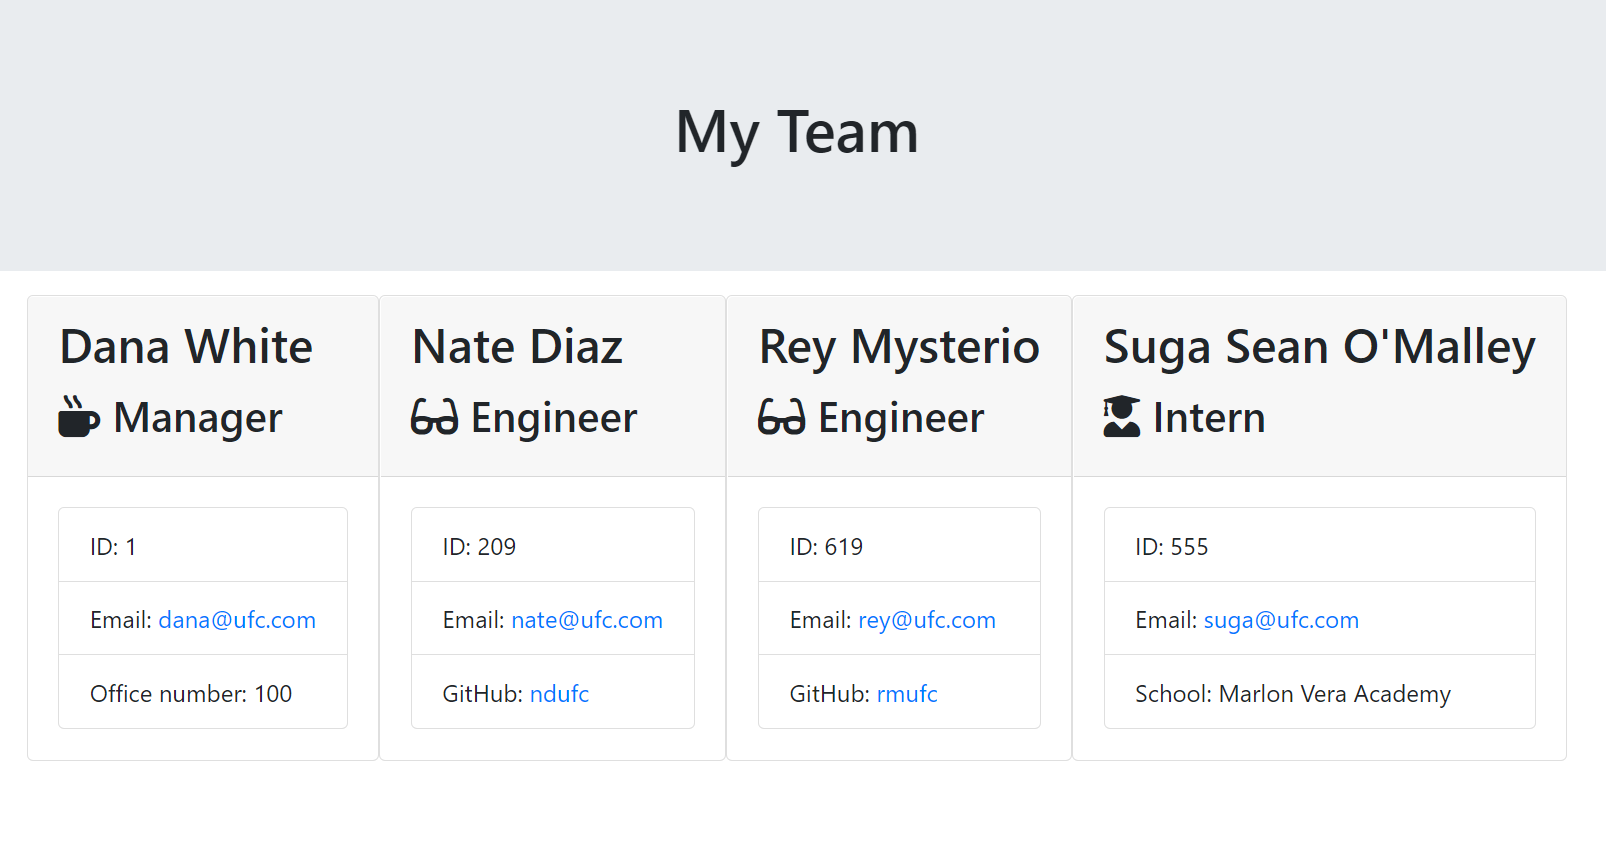 My Team
Dana White
Manager
ID: 1
Email: dana@ufc.com
Office number: 100
Nate Diaz
Engineer
ID: 209
Email: nate@ufc.com
GitHub: ndufc
Rey Mysterio
Engineer
ID: 619
Email: rey@ufc.com
GitHub: rmufc
Suga Sean O'Malley
Intern
ID: 555
Email: suga@ufc.com
School: Marlon Vera Academy